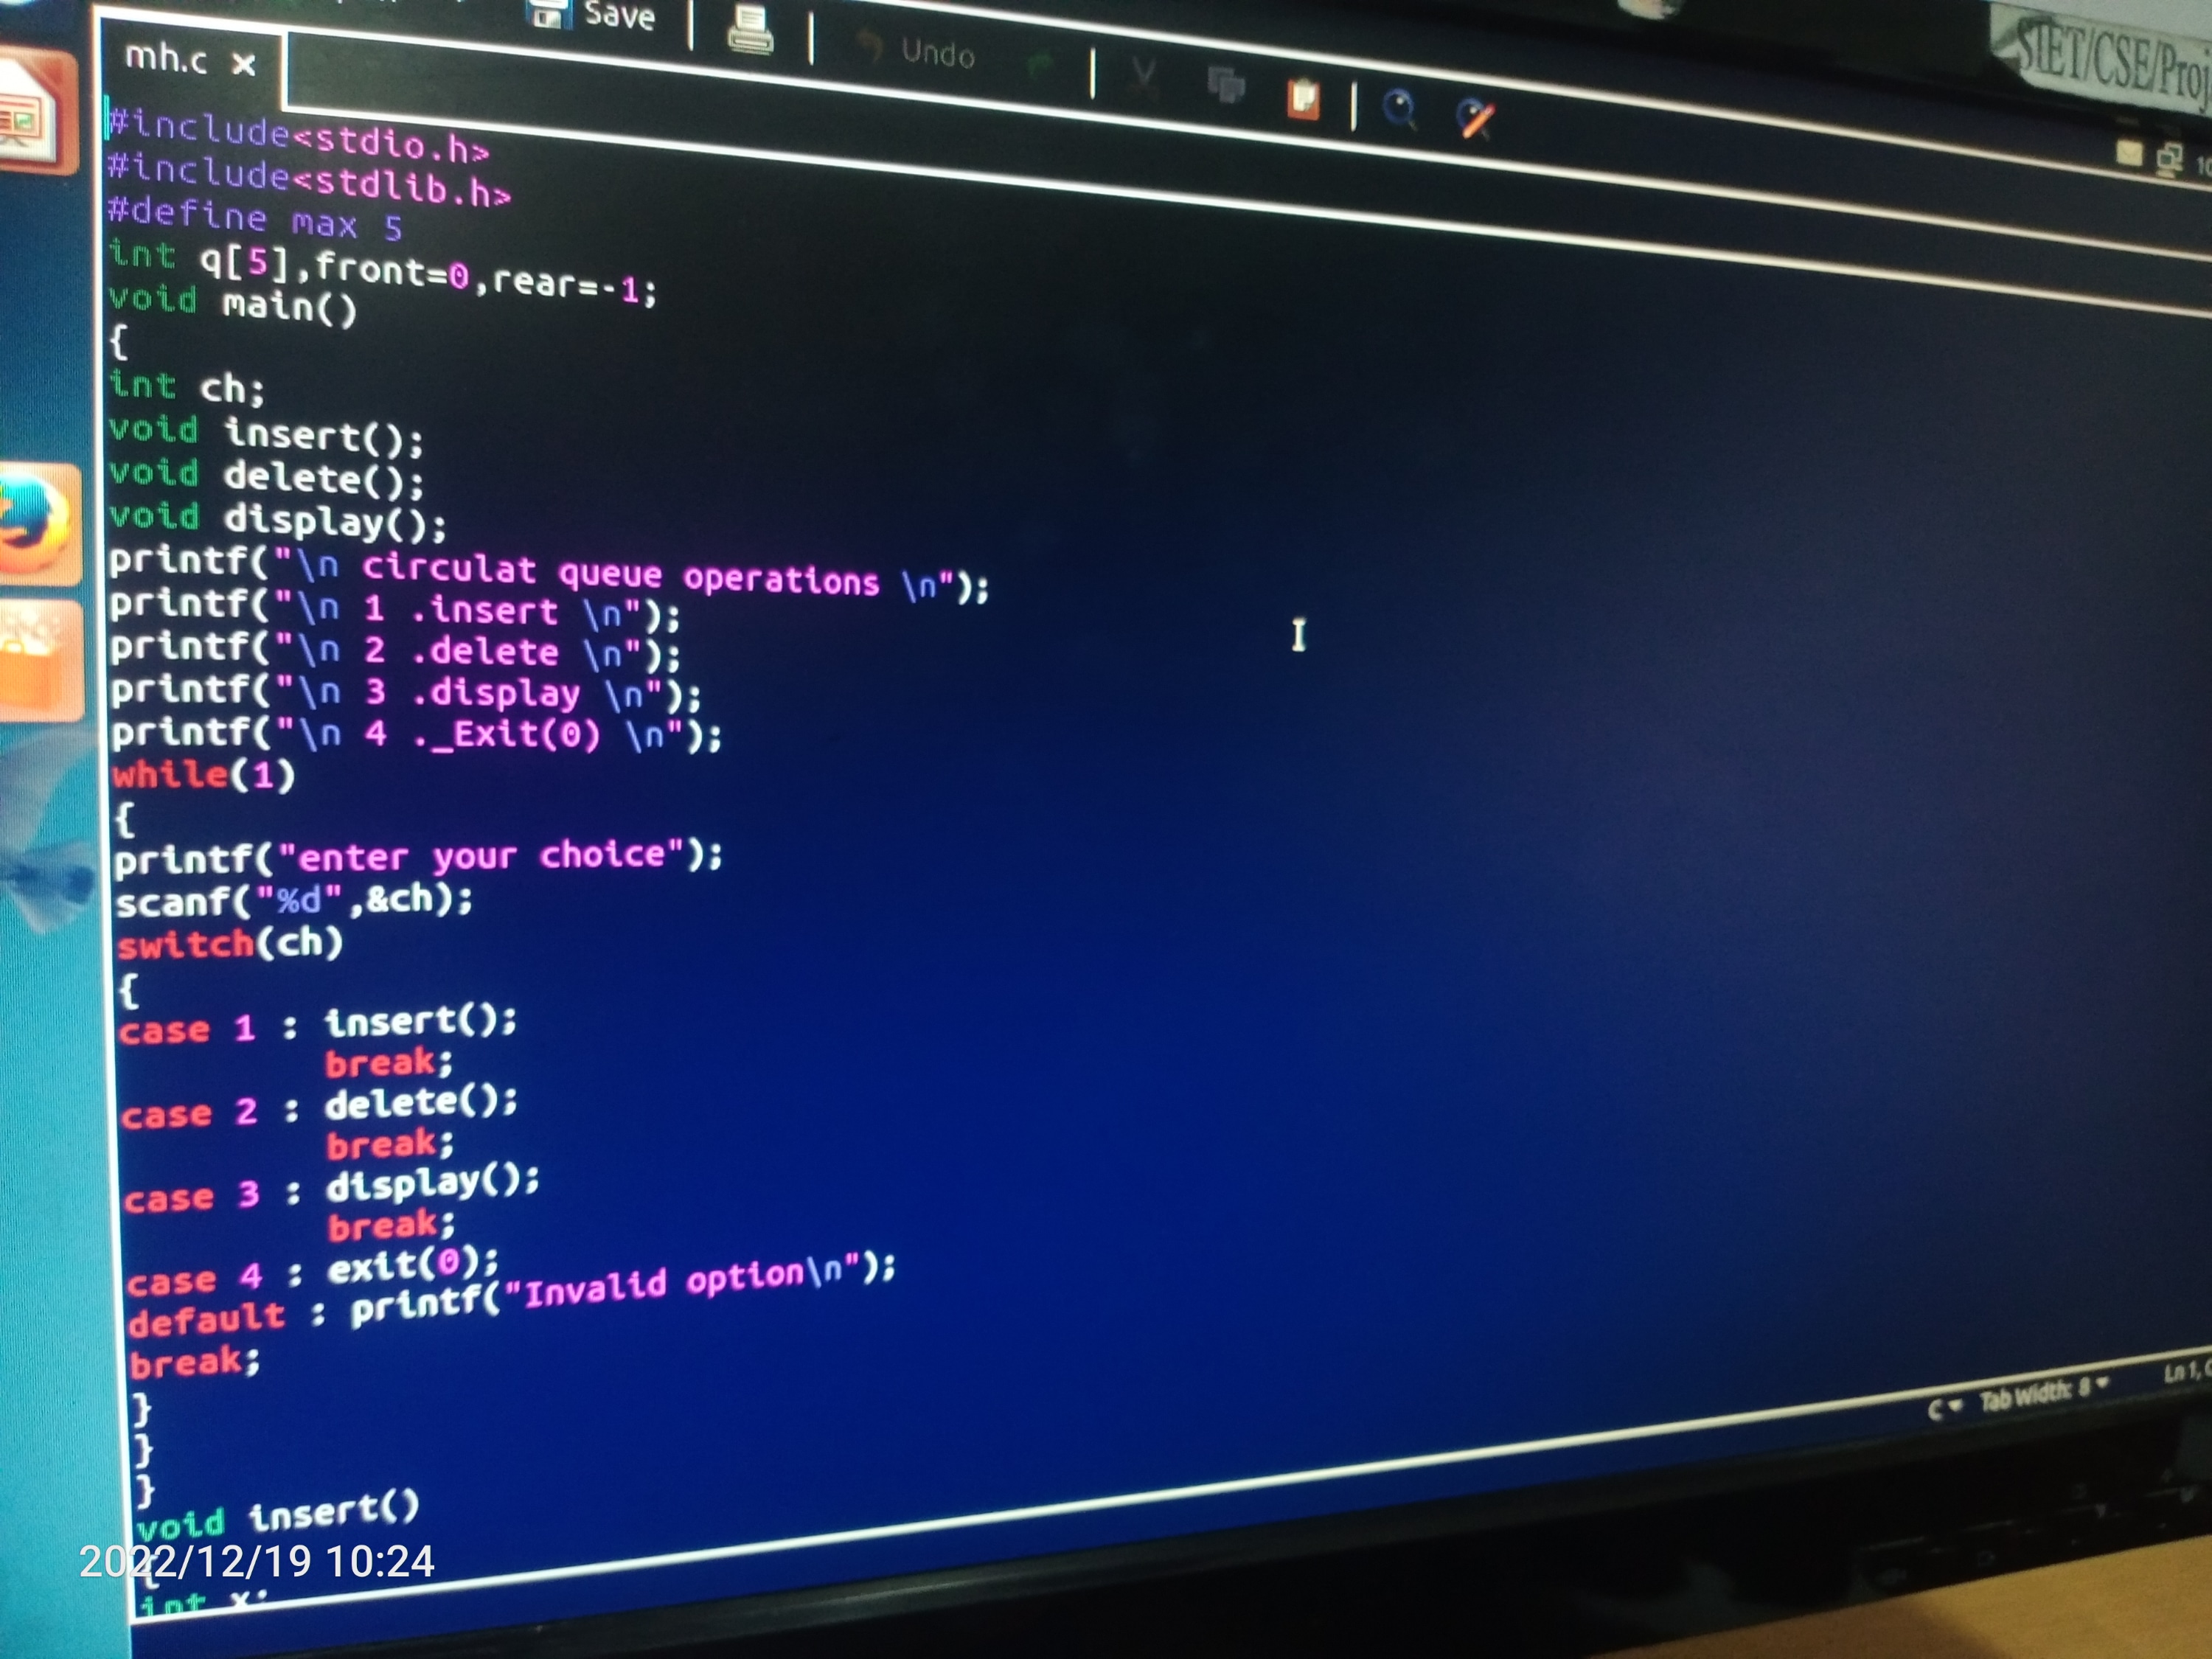 Save
Undo
SIET/CSE/Proj
mh.c ×
#include<stdio.h>
#include<stdlib.h>
#define max 5
int q[5],front=0,rear=-1;
void main()
{
int ch;
void insert();
void delete();
void display();
printf("\n circulat queue operations \n");
printf("\n 1 .insert \n");
printf("\n 2 .delete \n");
printf("\n 3 .display \n");
printf("\n 4 ._Exit(0) \n");
while(1)
{
printf("enter your choice");
scanf("%d",&ch);
switch(ch)
{
case 1 : insert();
break;
case 2 : delete();
break;
case 3 : display();
break;
case 4 : exit(0);
default : printf("Invalid option\n");
break;
}
}
}
void insert()
{
int x;
C Tab Width: 8 Ln 1,
2022/12/19 10:24